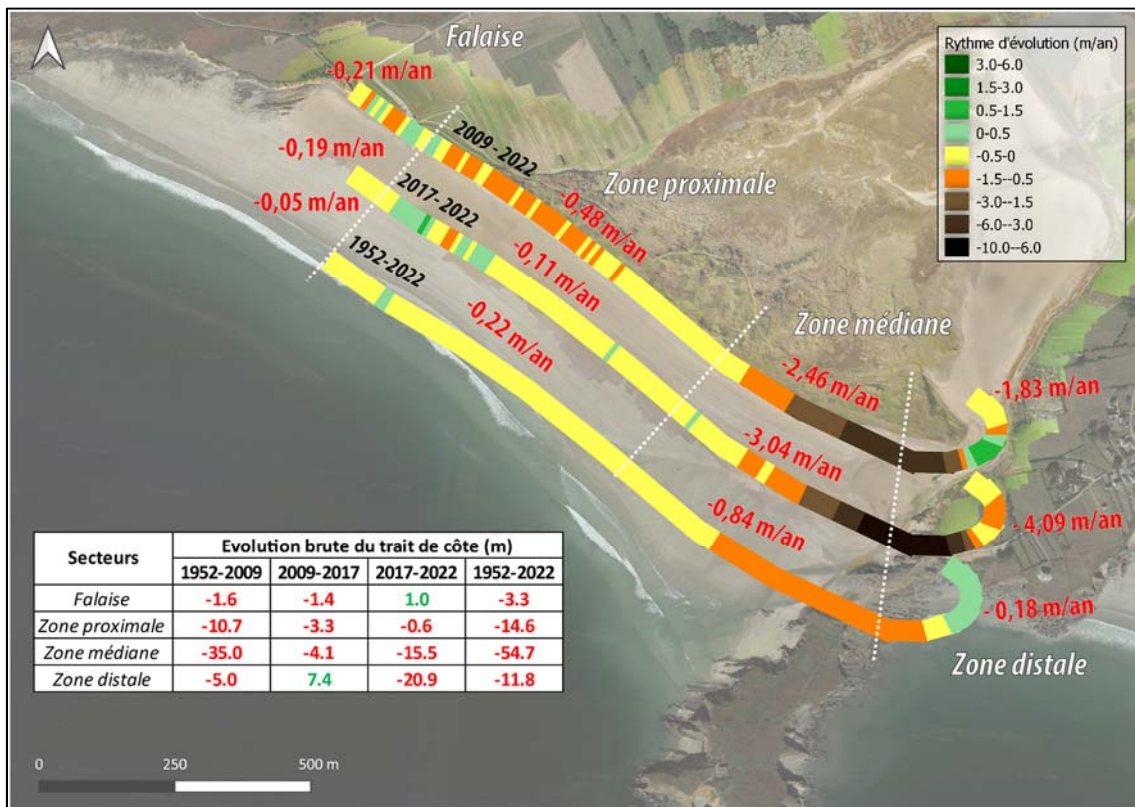 Falaise
-0,21 m/an
2009-2022
Zone proximale
-0,48 m/an
-0,19 m/an
2017-2022
-0,11 m/an
-0,05 m/an
1952-2022
-0,22 m/an
Zone médiane
-2,46 m/an
-1,83 m/an
-3,04 m/an
- 4,09 m/an
-0,84 m/an
- 0,18 m/an
Zone distale
Rythme d'évolution (m/an)
3.0-6.0
1.5-3.0
0.5-1.5
0-0.5
-0.5-0
-1.5--0.5
-3.0--1.5
-6.0--3.0
-10.0--6.0
Secteurs Evolution brute du trait de côte (m)
1952-2009 2009-2017 2017-2022 1952-2022
Falaise -1.6 -1.4 1.0 -3.3
Zone proximale -10.7 -3.3 -0.6 -14.6
Zone médiane -35.0 -4.1 -15.5 -54.7
Zone distale -5.0 7.4 -20.9 -11.8
0 250 500 m